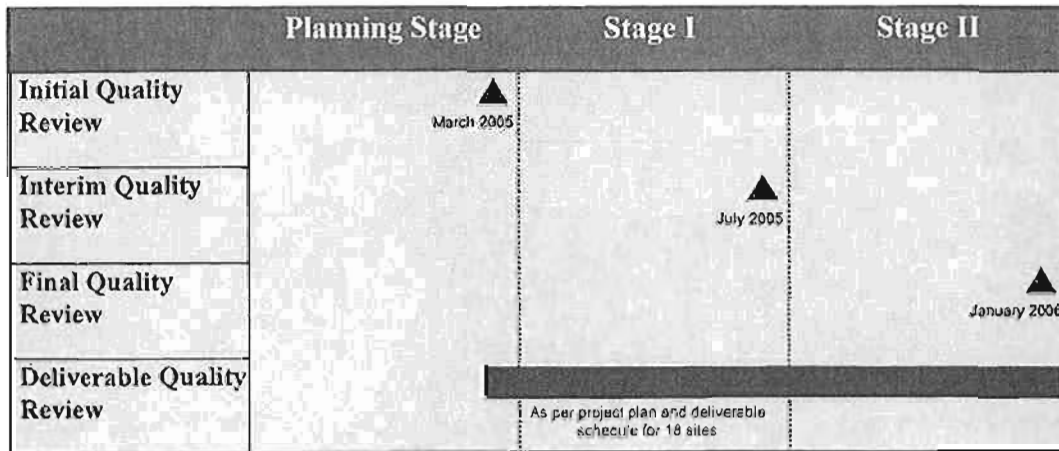 Planning Stage Stage I Stage II
Initial Quality
Review
March 2005
Interim Quality
Review
July 2005
Final Quality
Review
January 2006
Deliverable Quality
Review
As per project plan and deliverable
schedule for 18 sites